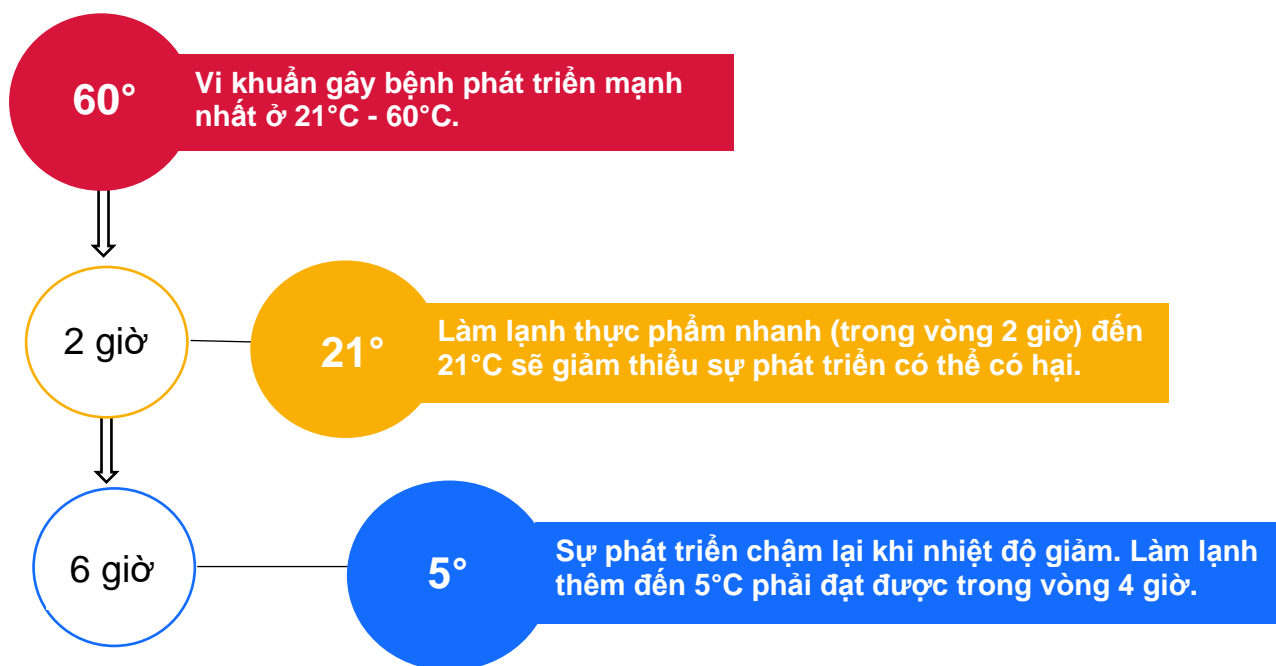 60°
Vi khuẩn gây bệnh phát triển mạnh
nhất ở 21°C - 60°C.
2 giờ
21°
Làm lạnh thực phẩm nhanh (trong vòng 2 giờ) đến
21°C sẽ giảm thiểu sự phát triển có thể có hại.
6 giờ
5°
Sự phát triển chậm lại khi nhiệt độ giảm. Làm lạnh
thêm đến 5°C phải đạt được trong vòng 4 giờ.